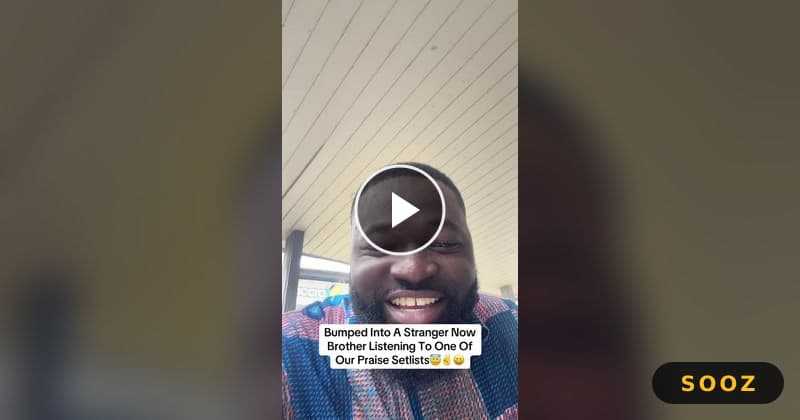 Bumped Into A Stranger Now
Brother Listening To One Of
Our Praise Setlists😇✌️😀
SOOZ